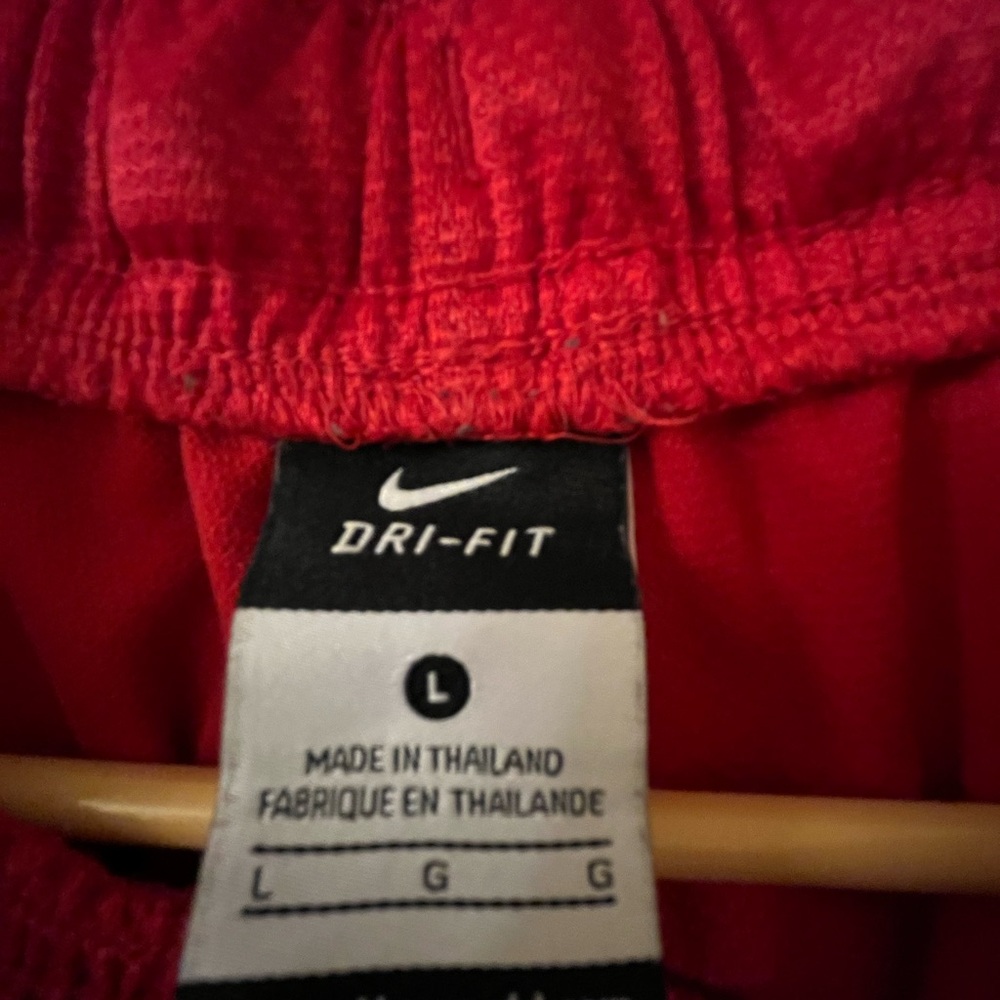 DRI-FIT
L
MADE IN THAILAND
FABRIQUE EN THAILANDE
L G G